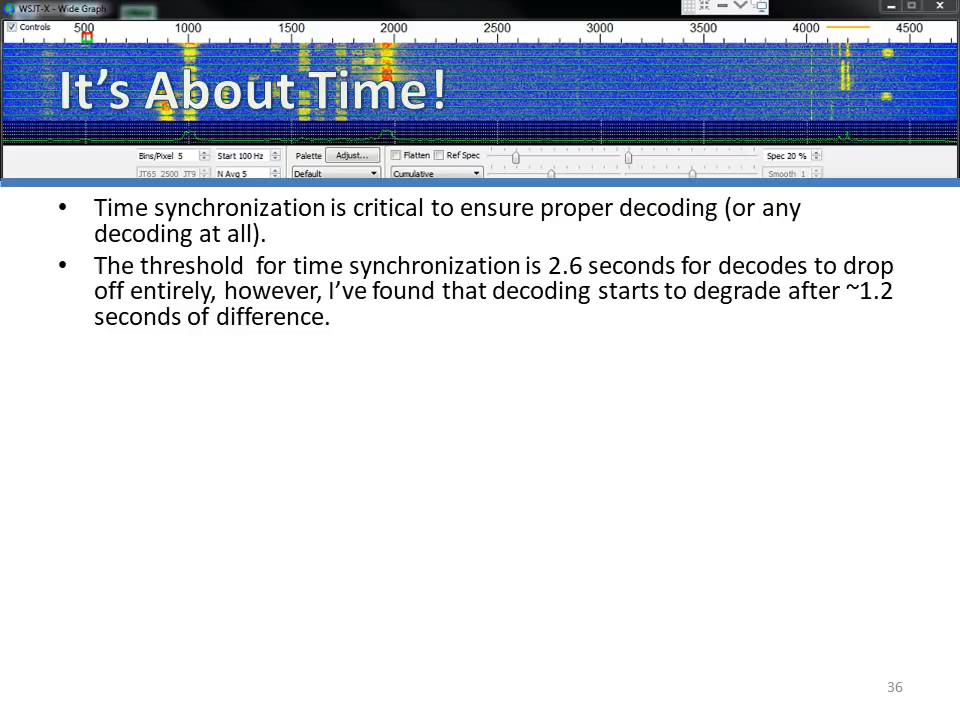 WSJT-X - Wide Graph
Controls 500 1000 1500 2000 2500 3000 3500 4000 4500
It's About Time!
Bins/Pixel 5 Start 100 Hz Palette Adjust... Flatten Ref Spec Spec 20 %
JT65 2500 JT9 N Avg 5 Default Cumulative Smooth 1
• Time synchronization is critical to ensure proper decoding (or any
decoding at all).
• The threshold for time synchronization is 2.6 seconds for decodes to drop
off entirely, however, I've found that decoding starts to degrade after ~1.2
seconds of difference.
36